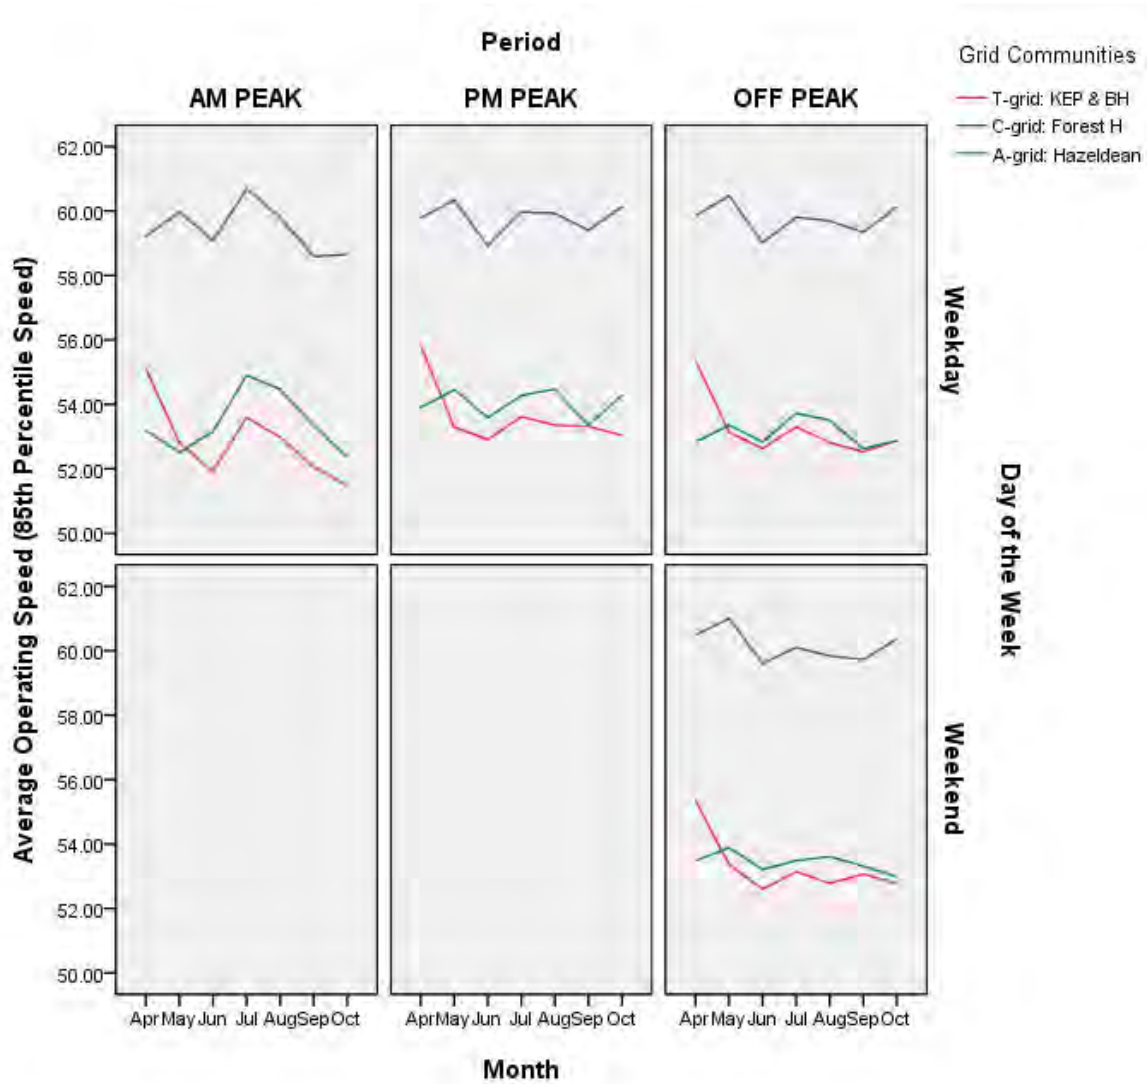 Period
Grid Communities
T-grid: KEP & BH
C-grid: Forest H
A-grid: Hazeldean
AM PEAK
PM PEAK
OFF PEAK
Average Operating Speed (85th Percentile Speed)
62.00
60.00
58.00
56.00
54.00
52.00
50.00
Weekday
62.00
60.00
58.00
56.00
54.00
52.00
50.00
Weekend
Day of the Week
Apr May Jun Jul Aug Sep Oct
Apr May Jun Jul Aug Sep Oct
Apr May Jun Jul Aug Sep Oct
Month